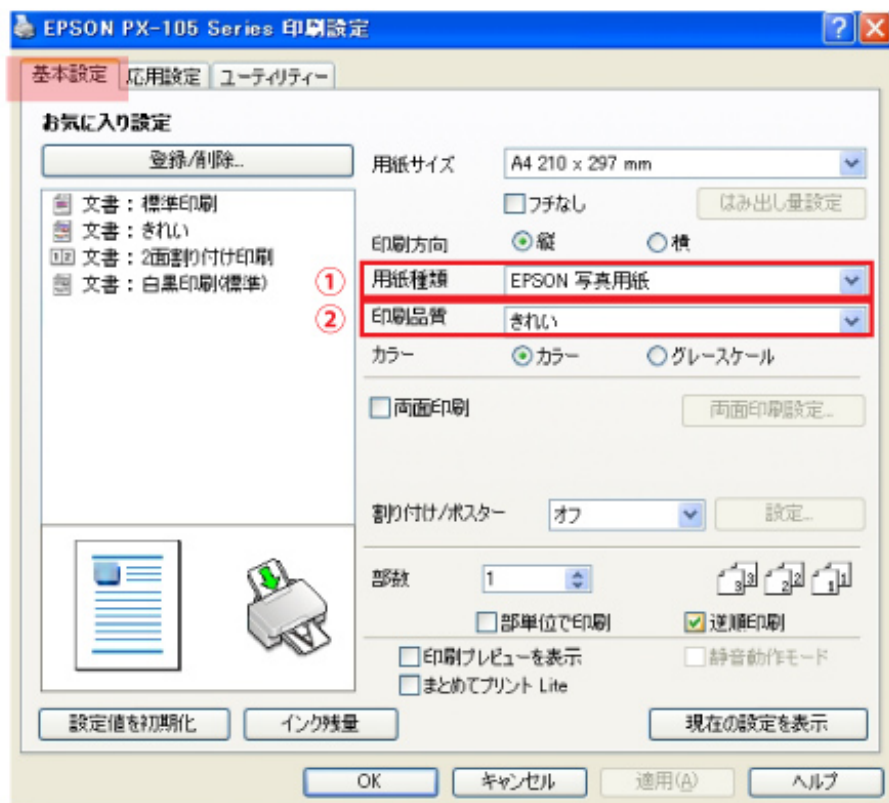 EPSON PX-105 Series 印刷設定
基本設定 応用設定 ユーティリティー
お気に入り設定
登録/削除...
文書：標準印刷
文書：きれい
文書：2面割り付け印刷
文書：白黒印刷(標準)
用紙サイズ A4 210 x 297 mm
フチなし はみ出し量設定
印刷方向 縦 横
① 用紙種類 EPSON 写真用紙
② 印刷品質 きれい
カラー カラー グレースケール
両面印刷 両面印刷設定...
割り付け/ポスター オフ 設定...
部数 1
部単位で印刷 逆順印刷
印刷プレビューを表示 静音動作モード
まとめてプリント Lite
設定値を初期化 インク残量 現在の設定を表示
OK キャンセル 適用(A) ヘルプ